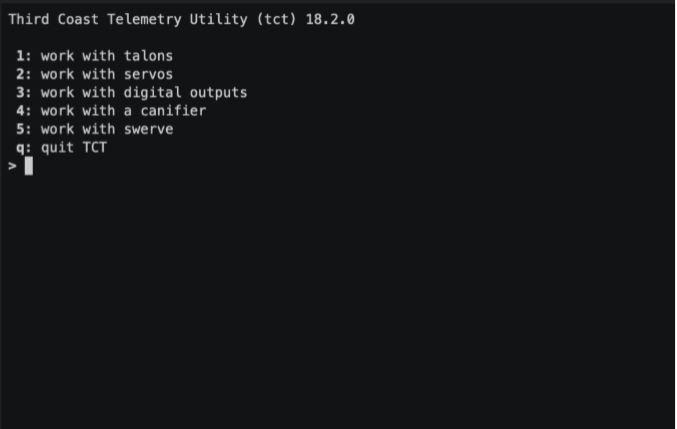 Third Coast Telemetry Utility (tct) 18.2.0
1: work with talons
2: work with servos
3: work with digital outputs
4: work with a canifier
5: work with swerve
q: quit TCT
>